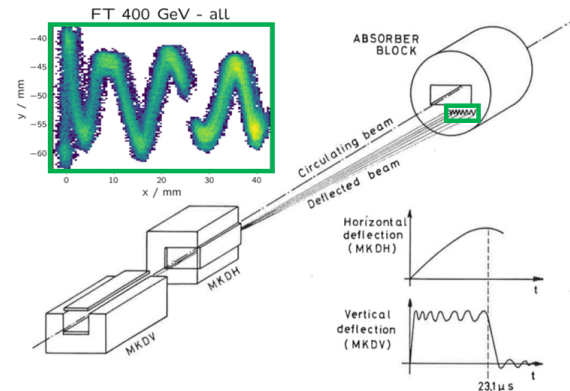 FT 400 GeV - all
y / mm
−40
−45
−50
−55
−60
0
10
20
30
40
x / mm
ABSORBER
BLOCK
Circulating beam
Deflected beam
MKDH
MKDV
Horizontal
deflection
(MKDH)
t
Vertical
deflection
(MKDV)
t
23,1 μs